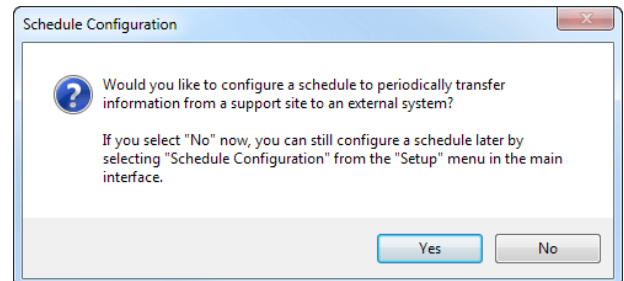 Schedule Configuration
Would you like to configure a schedule to periodically transfer
information from a support site to an external system?
If you select "No" now, you can still configure a schedule later by
selecting "Schedule Configuration" from the "Setup" menu in the main
interface.
Yes No